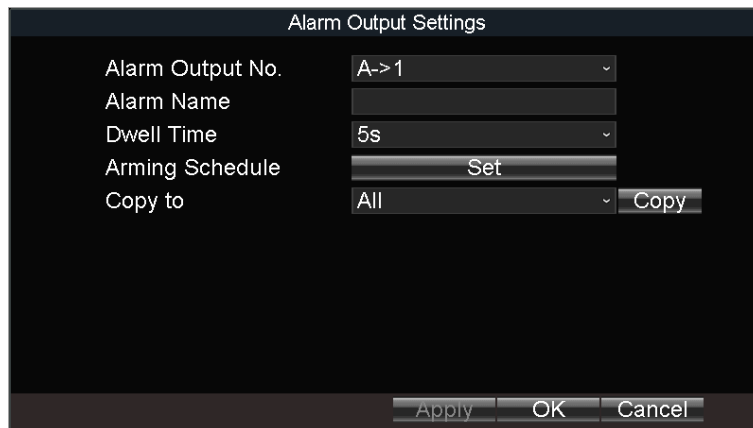 Alarm Output Settings
Alarm Output No. A->1
Alarm Name
Dwell Time 5s
Arming Schedule Set
Copy to All Copy
Apply OK Cancel